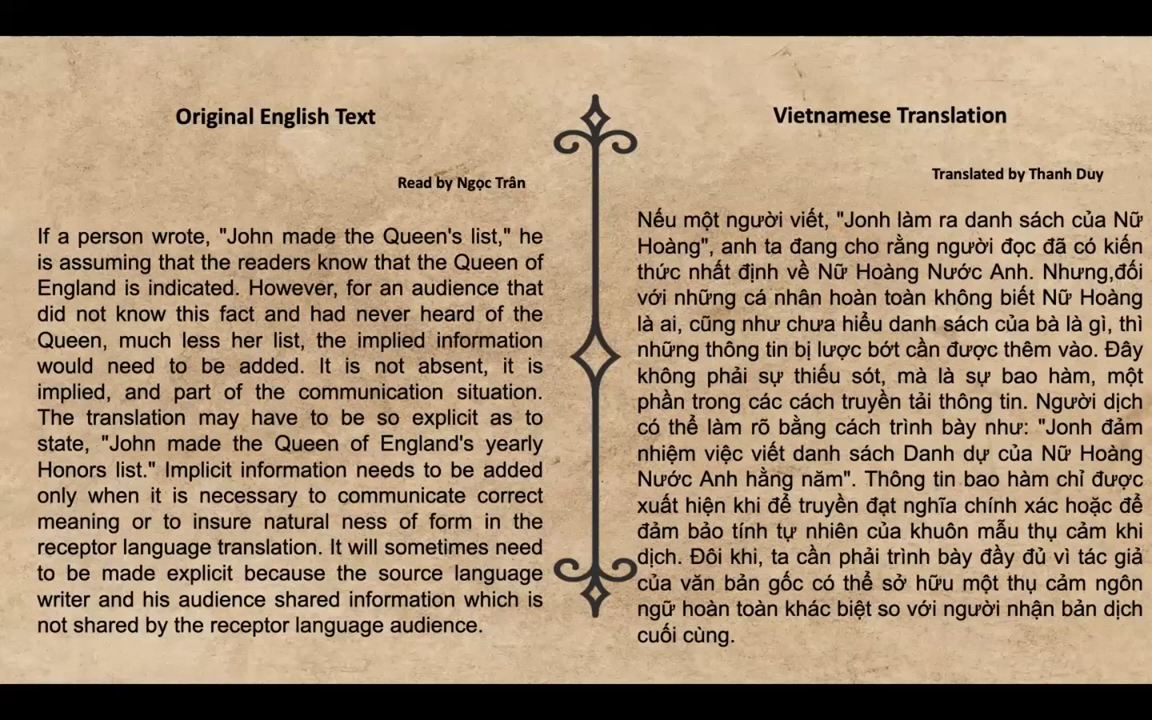 Original English Text
Read by Ngọc Trân
If a person wrote, "John made the Queen's list," he
is assuming that the readers know that the Queen of
England is indicated. However, for an audience that
did not know this fact and had never heard of the
Queen, much less her list, the implied information
would need to be added. It is not absent, it is
implied, and part of the communication situation.
The translation may have to be so explicit as to
state, "John made the Queen of England's yearly
Honors list." Implicit information needs to be added
only when it is necessary to communicate correct
meaning or to insure natural ness of form in the
receptor language translation. It will sometimes need
to be made explicit because the source language
writer and his audience shared information which is
not shared by the receptor language audience.
Vietnamese Translation
Translated by Thanh Duy
Nếu một người viết, "Jonh làm ra danh sách của Nữ
Hoàng", anh ta đang cho rằng người đọc đã có kiến
thức nhất định về Nữ Hoàng Nước Anh. Nhưng,đối
với những cá nhân hoàn toàn không biết Nữ Hoàng
là ai, cũng như chưa hiểu danh sách của bà là gì, thì
những thông tin bị lược bớt cần được thêm vào. Đây
không phải sự thiếu sót, mà là sự bao hàm, một
phần trong các cách truyền tải thông tin. Người dịch
có thể làm rõ bằng cách trình bày như: "Jonh đảm
nhiệm việc viết danh sách Danh dự của Nữ Hoàng
Nước Anh hằng năm". Thông tin bao hàm chỉ được
xuất hiện khi để truyền đạt nghĩa chính xác hoặc để
đảm bảo tính tự nhiên của khuôn mẫu thụ cảm khi
dịch. Đôi khi, ta cần phải trình bày đầy đủ vì tác giả
của văn bản gốc có thể sở hữu một thụ cảm ngôn
ngữ hoàn toàn khác biệt so với người nhận bản dịch
cuối cùng.